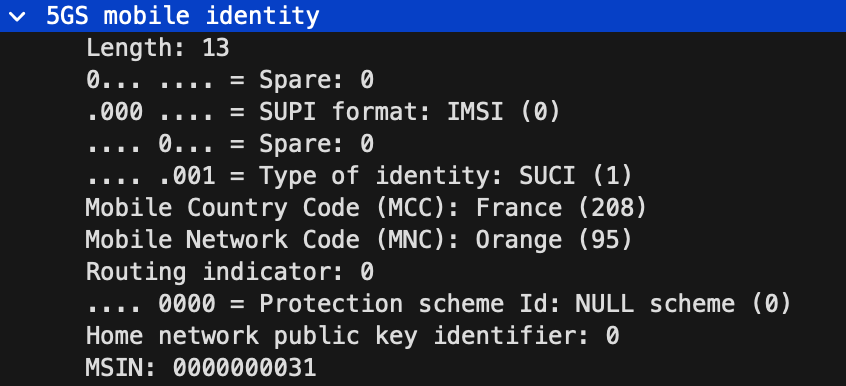 5GS mobile identity
Length: 13
0... .... = Spare: 0
.000 .... = SUPI format: IMSI (0)
.... 0... = Spare: 0
.... .001 = Type of identity: SUCI (1)
Mobile Country Code (MCC): France (208)
Mobile Network Code (MNC): Orange (95)
Routing indicator: 0
.... 0000 = Protection scheme Id: NULL scheme (0)
Home network public key identifier: 0
MSIN: 0000000031